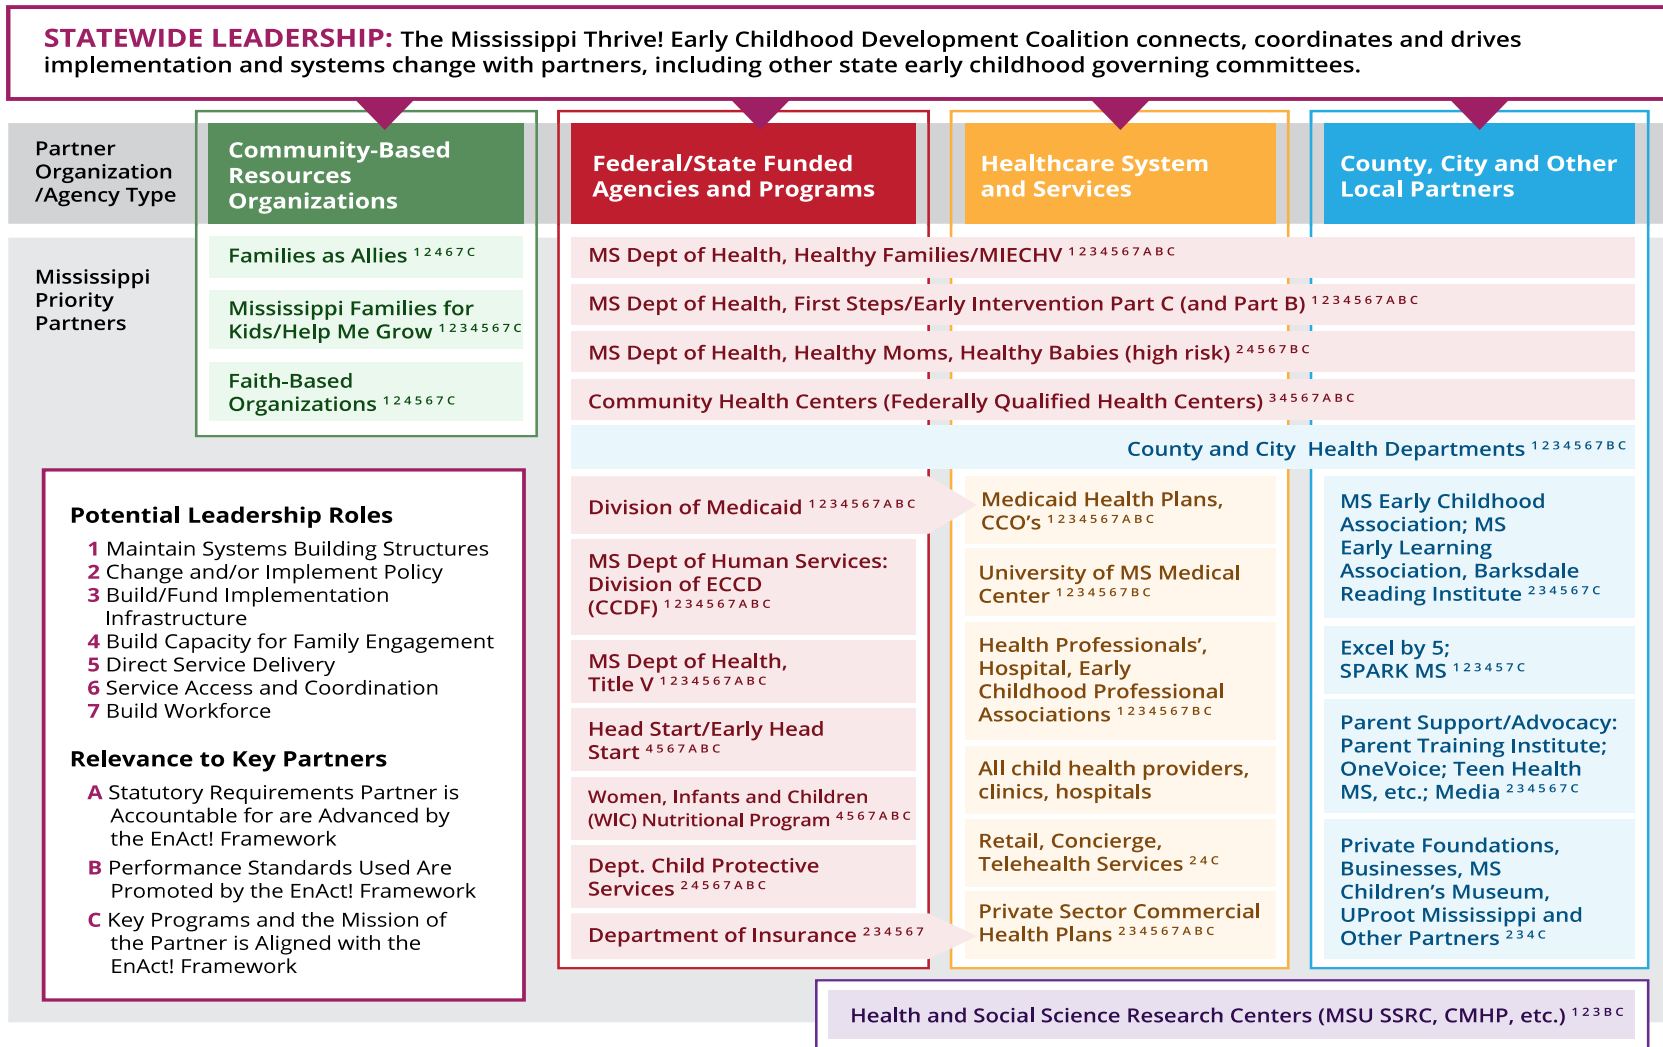 STATEWIDE LEADERSHIP: The Mississippi Thrive! Early Childhood Development Coalition connects, coordinates and drives
implementation and systems change with partners, including other state early childhood governing committees.
Partner
Organization
/Agency Type
Community-Based
Resources
Organizations
Federal/State Funded
Agencies and Programs
Healthcare System
and Services
County, City and Other
Local Partners
Mississippi
Priority
Partners
Families as Allies 1 2 4 6 7 C
Mississippi Families for
Kids/Help Me Grow 1 2 3 4 5 6 7 C
Faith-Based
Organizations 1 2 4 5 6 7 C
MS Dept of Health, Healthy Families/MIECHV 1 2 3 4 5 6 7 A B C
MS Dept of Health, First Steps/Early Intervention Part C (and Part B) 1 2 3 4 5 6 7 A B C
MS Dept of Health, Healthy Moms, Healthy Babies (high risk) 2 4 5 6 7 B C
Community Health Centers (Federally Qualified Health Centers) 3 4 5 6 7 A B C
County and City Health Departments 1 2 3 4 5 6 7 B C
Division of Medicaid 1 2 3 4 5 6 7 A B C
MS Dept of Human Services:
Division of ECCD
(CCDF) 1 2 3 4 5 6 7 A B C
MS Dept of Health,
Title V 1 2 3 4 5 6 7 A B C
Head Start/Early Head
Start 4 5 6 7 A B C
Women, Infants and Children
(WIC) Nutritional Program 4 5 6 7 A B C
Dept. Child Protective
Services 2 4 5 6 7 A B C
Department of Insurance 2 3 4 5 6 7
Medicaid Health Plans,
CCO's 1 2 3 4 5 6 7 A B C
University of MS Medical
Center 1 2 3 4 5 6 7 B C
Health Professionals',
Hospital, Early
Childhood Professional
Associations 1 2 3 4 5 6 7 B C
All child health providers,
clinics, hospitals
Retail, Concierge,
Telehealth Services 2 4 C
Private Sector Commercial
Health Plans 2 3 4 5 6 7 A B C
MS Early Childhood
Association; MS
Early Learning
Association, Barksdale
Reading Institute 2 3 4 5 6 7 C
Excel by 5;
SPARK MS 1 2 3 4 5 7 C
Parent Support/Advocacy:
Parent Training Institute;
OneVoice; Teen Health
MS, etc.; Media 2 3 4 5 6 7 C
Private Foundations,
Businesses, MS
Children's Museum,
UProot Mississippi and
Other Partners 2 3 4 C
Potential Leadership Roles
1 Maintain Systems Building Structures
2 Change and/or Implement Policy
3 Build/Fund Implementation
Infrastructure
4 Build Capacity for Family Engagement
5 Direct Service Delivery
6 Service Access and Coordination
7 Build Workforce
Relevance to Key Partners
A Statutory Requirements Partner is
Accountable for are Advanced by
the EnAct! Framework
B Performance Standards Used Are
Promoted by the EnAct! Framework
C Key Programs and the Mission of
the Partner is Aligned with the
EnAct! Framework
Health and Social Science Research Centers (MSU SSRC, CMHP, etc.) 1 2 3 B C